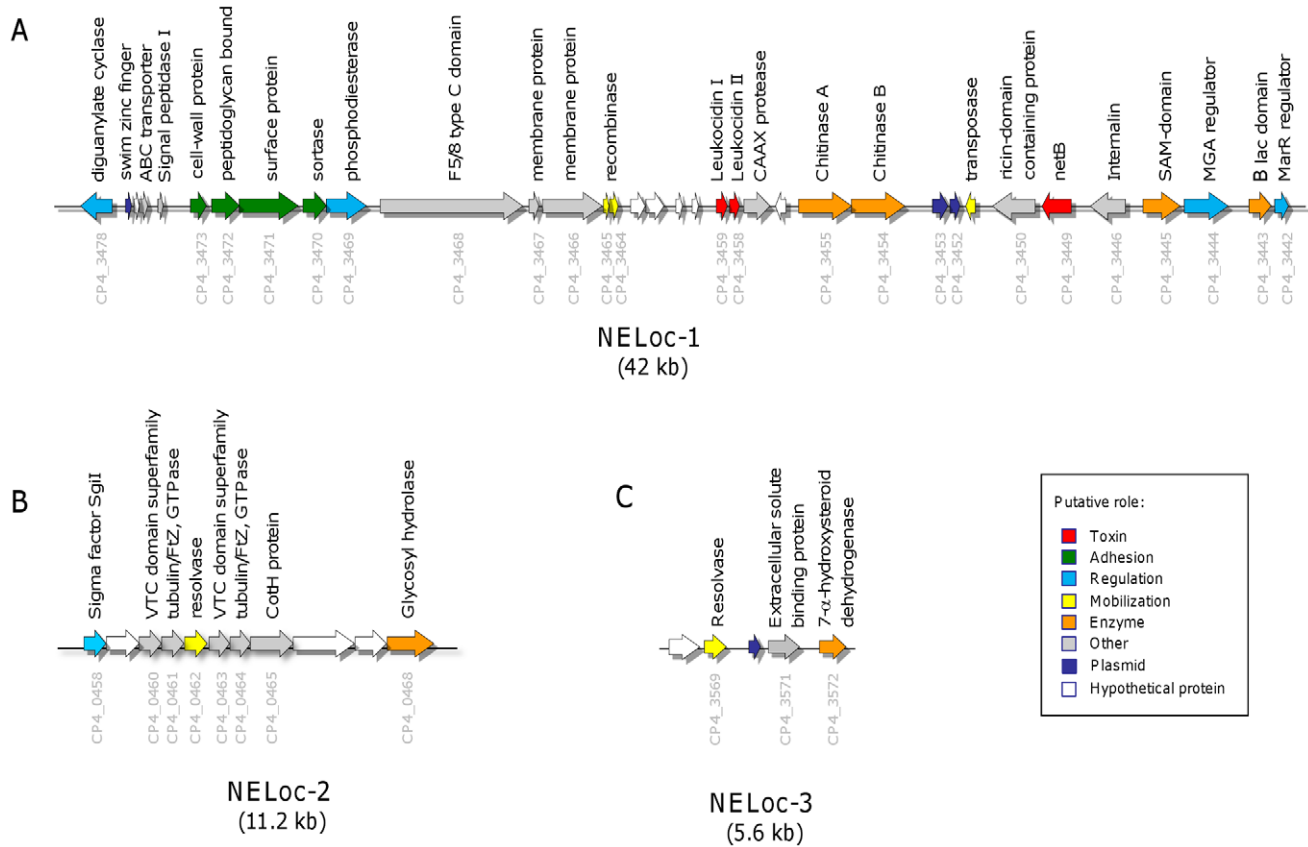 A
diguanylate cyclase
swim zinc finger
ABC transporter
Signal peptidase I
cell-wall protein
peptidoglycan bound
surface protein
sortase
phosphodiesterase
F5/8 type C domain
membrane protein
membrane protein
recombinase
Leukocidin I
Leukocidin II
CAAX protease
Chitinase A
Chitinase B
transposase
ricin-domain
containing protein
netB
Internalin
SAM-domain
MGA regulator
B lac domain
MarR regulator
CP4_3478
CP4_3473
CP4_3472
CP4_3471
CP4_3470
CP4_3469
CP4_3468
CP4_3467
CP4_3466
CP4_3465
CP4_3464
CP4_3459
CP4_3458
CP4_3455
CP4_3454
CP4_3453
CP4_3452
CP4_3450
CP4_3449
CP4_3446
CP4_3445
CP4_3444
CP4_3443
CP4_3442
NELoc-1
(42 kb)
B
Sigma factor SgiI
VTC domain superfamily
tubulin/FtZ, GTPase
resolvase
VTC domain superfamily
tubulin/FtZ, GTPase
CotH protein
Glycosyl hydrolase
CP4_0458
CP4_0460
CP4_0461
CP4_0462
CP4_0463
CP4_0464
CP4_0465
CP4_0468
NELoc-2
(11.2 kb)
C
Resolvase
Extracellular solute
binding protein
7-α-hydroxysteroid
dehydrogenase
CP4_3569
CP4_3571
CP4_3572
NELoc-3
(5.6 kb)
Putative role:
Toxin
Adhesion
Regulation
Mobilization
Enzyme
Other
Plasmid
Hypothetical protein